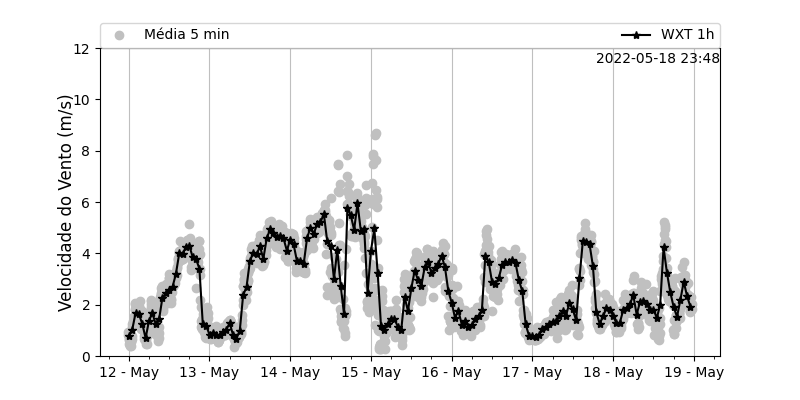 Média 5 min
WXT 1h
2022-05-18 23:48
Velocidade do Vento (m/s)
12
10
8
6
4
2
0
12 - May
13 - May
14 - May
15 - May
16 - May
17 - May
18 - May
19 - May